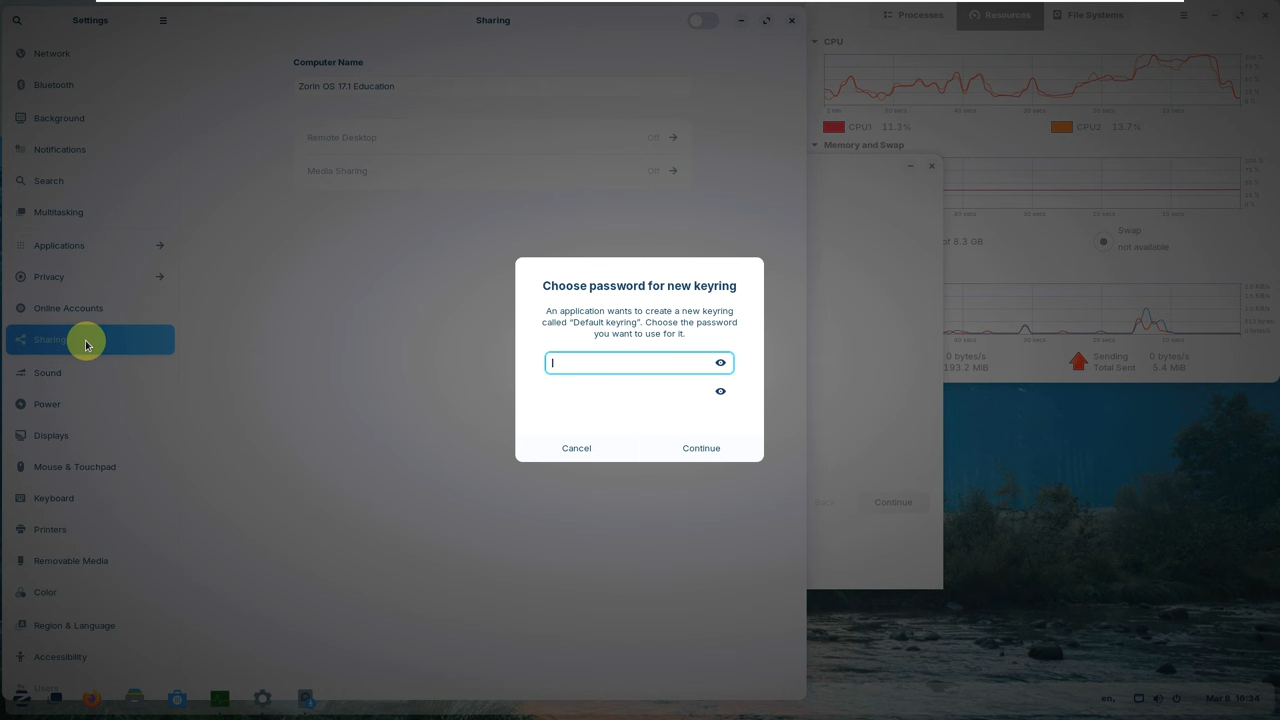 Settings
Sharing
Network
Bluetooth
Background
Notifications
Search
Multitasking
Applications
Privacy
Online Accounts
Sharing
Sound
Power
Displays
Mouse & Touchpad
Keyboard
Printers
Removable Media
Color
Region & Language
Accessibility
Users
Computer Name
Zorin OS 17.1 Education
Remote Desktop Off
Media Sharing Off
Choose password for new keyring
An application wants to create a new keyring
called “Default keyring”. Choose the password
you want to use for it.
Cancel Continue
Back Continue
Processes Resources File Systems
CPU
CPU1 11.3% CPU2 13.7%
Memory and Swap
40 secs
of 8.3 GB
Swap
not available
0 bytes/s
193.2 MiB
Sending 0 bytes/s
Total Sent 5.4 MiB
en, Mar 9 16:34